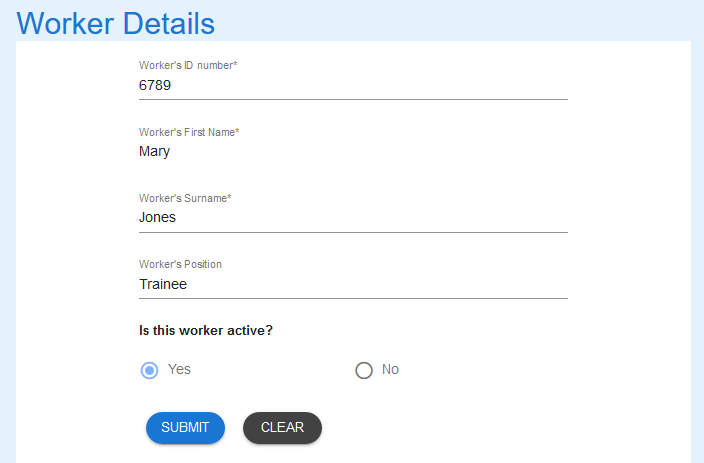 Worker Details
Worker's ID number*
6789
Worker's First Name*
Mary
Worker's Surname*
Jones
Worker's Position
Trainee
Is this worker active?
Yes No
SUBMIT CLEAR